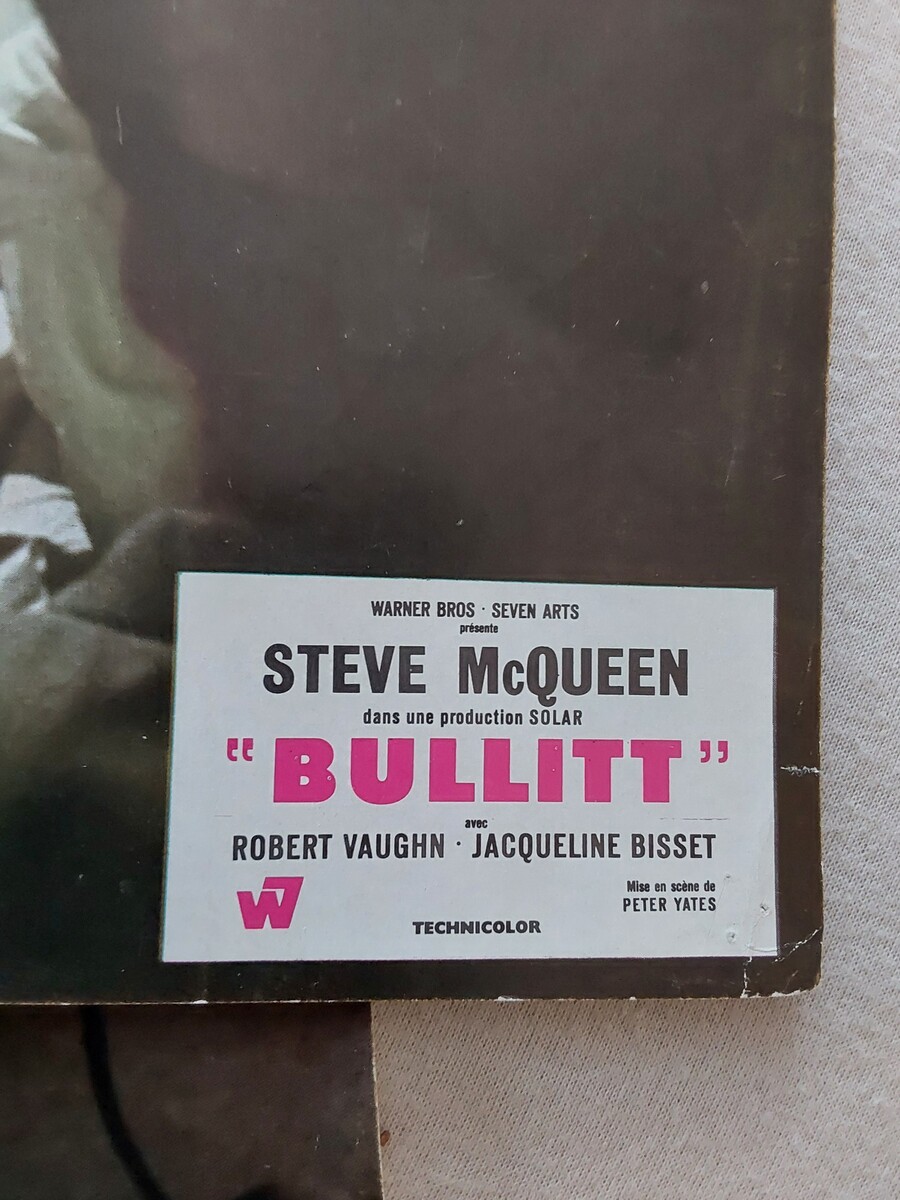 WARNER BROS · SEVEN ARTS
présente
STEVE McQUEEN
dans une production SOLAR
“BULLITT”
avec
ROBERT VAUGHN · JACQUELINE BISSET
Mise en scène de
PETER YATES
W7
TECHNICOLOR